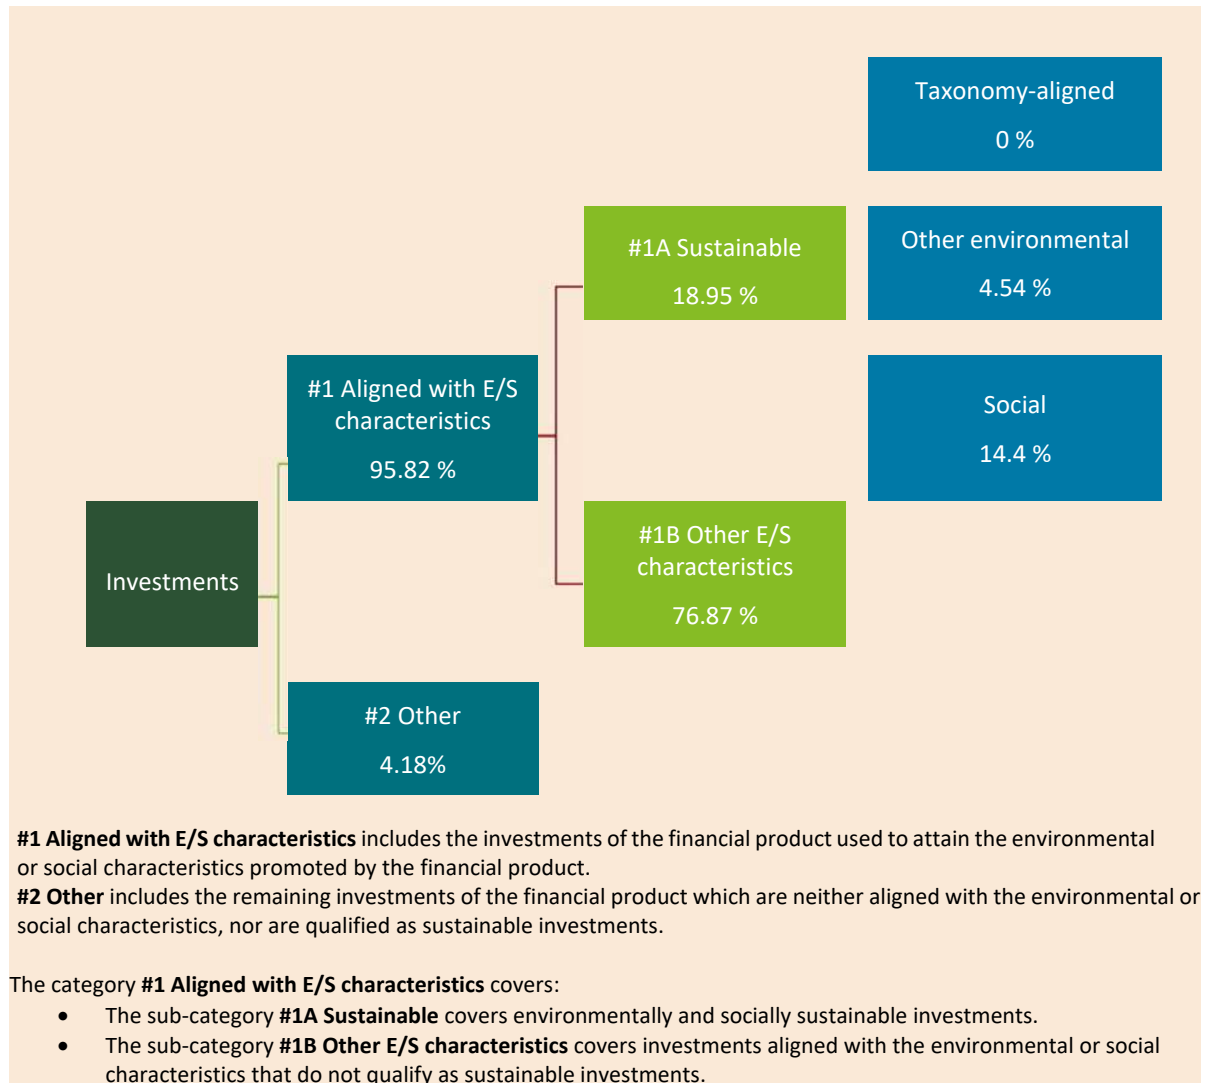 Taxonomy-aligned
0 %
#1A Sustainable
18.95 %
Other environmental
4.54 %
#1 Aligned with E/S
characteristics
95.82 %
Social
14.4 %
Investments
#1B Other E/S
characteristics
76.87 %
#2 Other
4.18%
#1 Aligned with E/S characteristics includes the investments of the financial product used to attain the environmental
or social characteristics promoted by the financial product.
#2 Other includes the remaining investments of the financial product which are neither aligned with the environmental or
social characteristics, nor are qualified as sustainable investments.
The category #1 Aligned with E/S characteristics covers:
• The sub-category #1A Sustainable covers environmentally and socially sustainable investments.
• The sub-category #1B Other E/S characteristics covers investments aligned with the environmental or social
characteristics that do not qualify as sustainable investments.